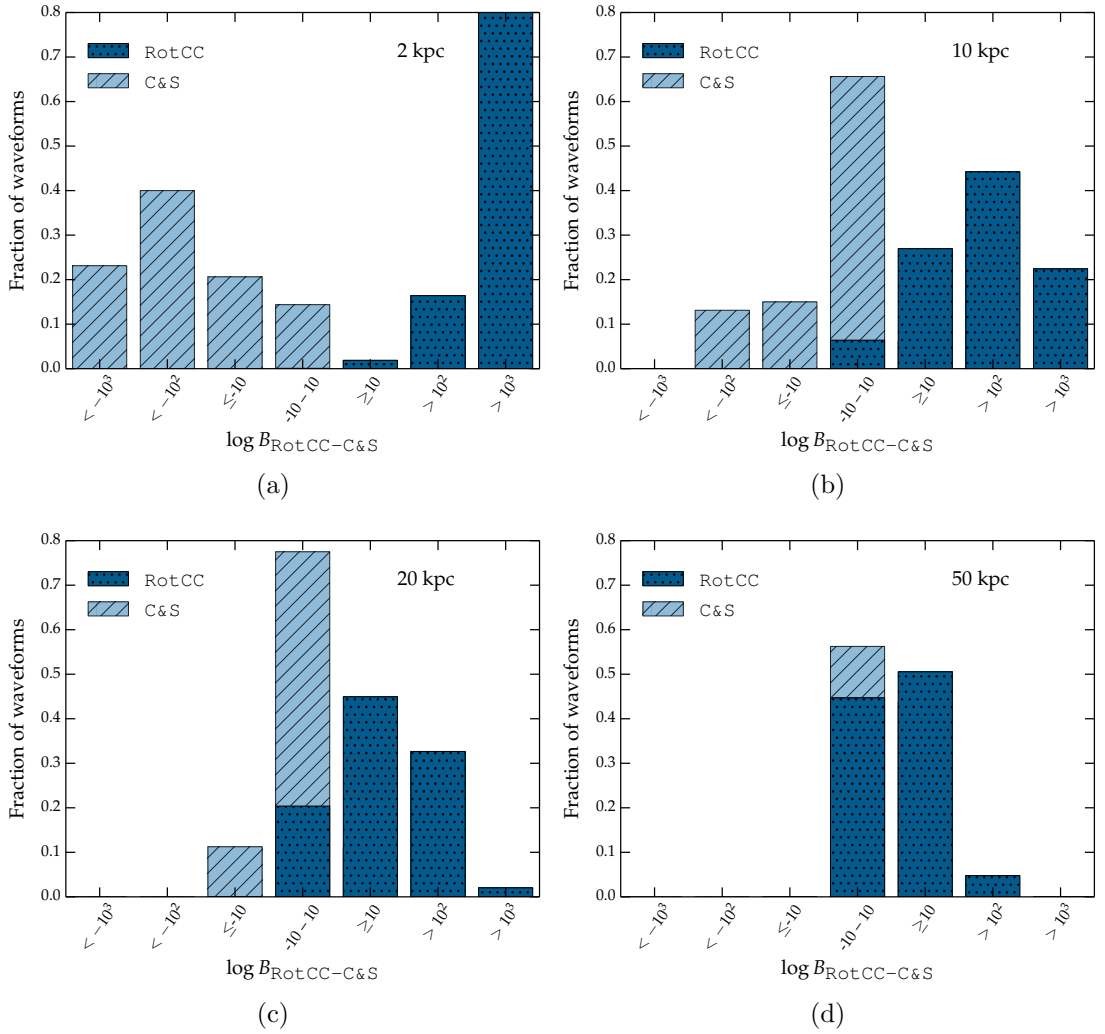 0.8
0.7
0.6
0.5
0.4
0.3
0.2
0.1
0.0
Fraction of waveforms
RotCC
C&S
2 kpc
< −10³
< −10²
≤-10
-10 – 10
≥10
> 10²
> 10³
log B RotCC−C&S
(a)
0.8
0.7
0.6
0.5
0.4
0.3
0.2
0.1
0.0
Fraction of waveforms
RotCC
C&S
10 kpc
< −10³
< −10²
≤-10
-10 – 10
≥10
> 10²
> 10³
log B RotCC−C&S
(b)
0.8
0.7
0.6
0.5
0.4
0.3
0.2
0.1
0.0
Fraction of waveforms
RotCC
C&S
20 kpc
< −10³
< −10²
≤-10
-10 – 10
≥10
> 10²
> 10³
log B RotCC−C&S
(c)
0.8
0.7
0.6
0.5
0.4
0.3
0.2
0.1
0.0
Fraction of waveforms
RotCC
C&S
50 kpc
< −10³
< −10²
≤-10
-10 – 10
≥10
> 10²
> 10³
log B RotCC−C&S
(d)